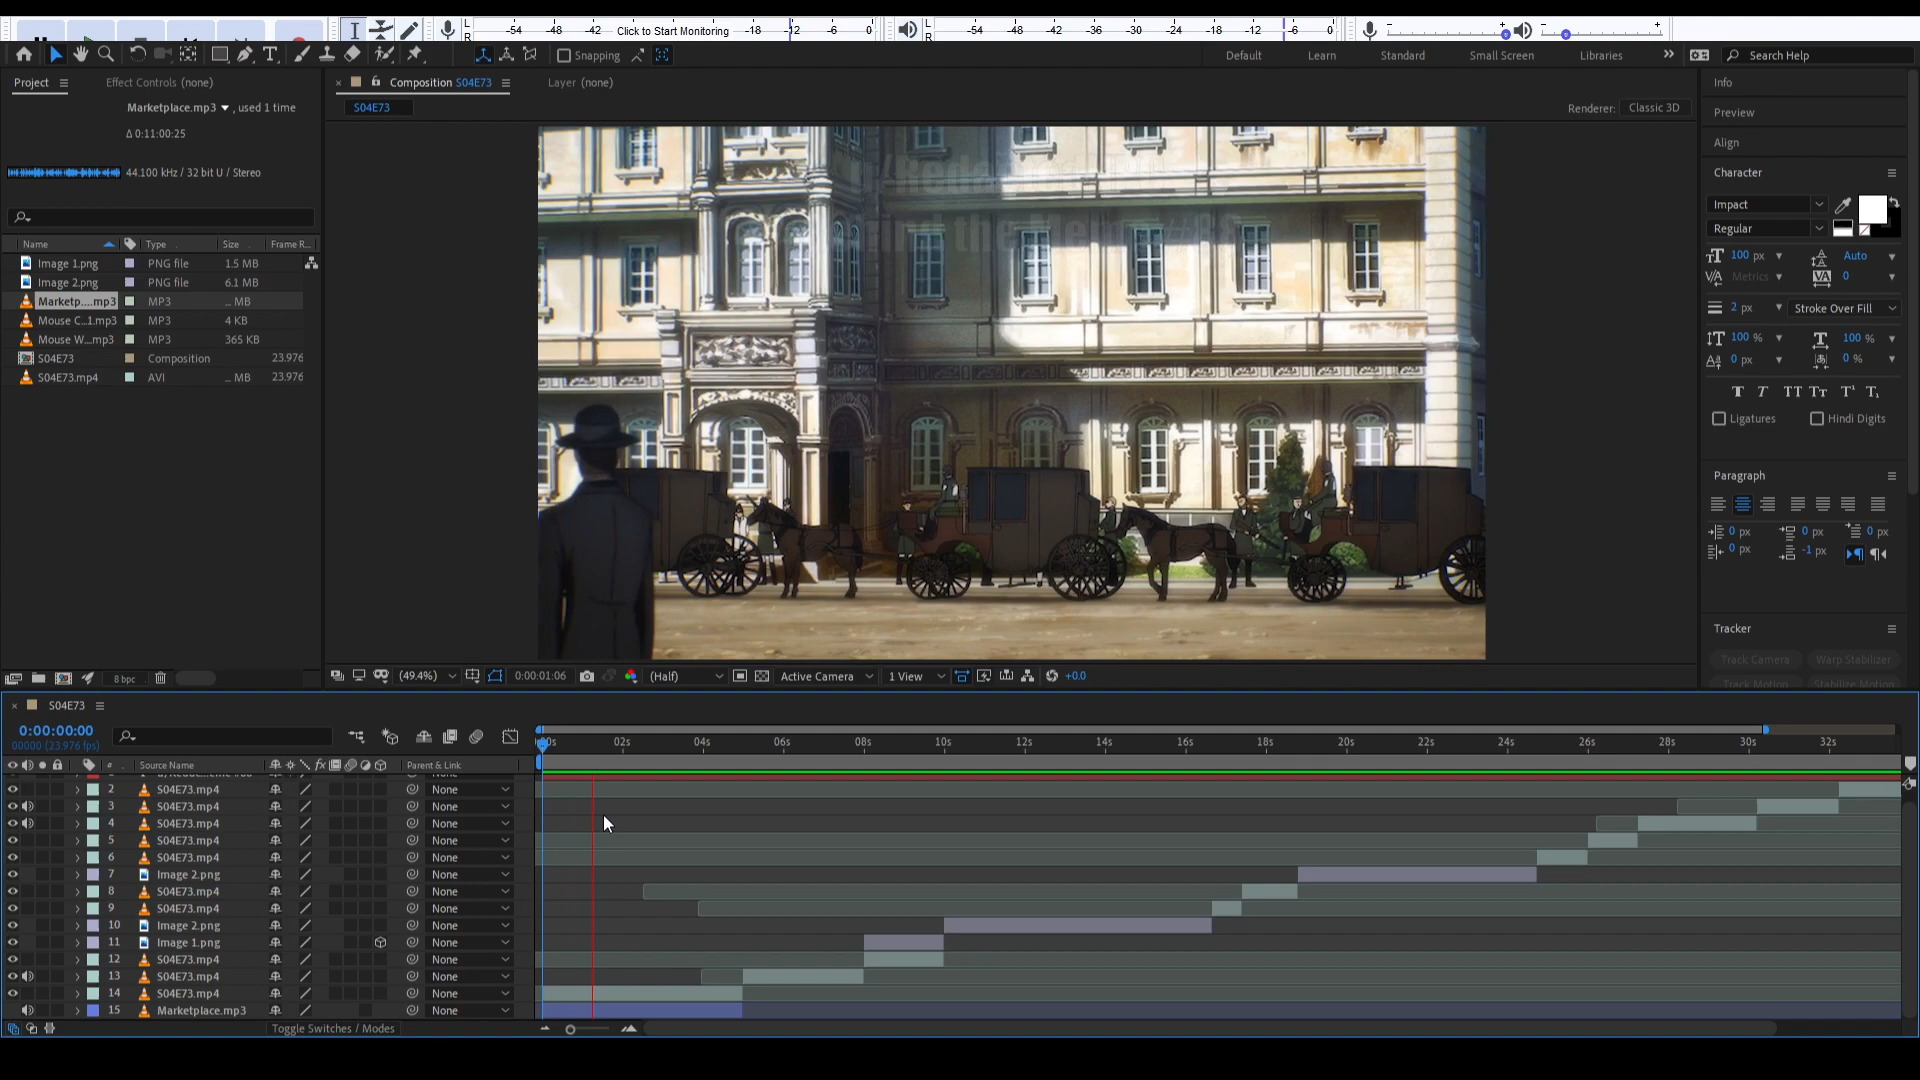 -54 -48 -42 Click to Start Monitoring -18 -12 -6 0
-54 -48 -42 -36 -30 -24 -18 -12 -6 0
L
R
L
R
Snapping
Default
Learn
Standard
Small Screen
Libraries
Search Help
Project
Effect Controls (none)
Composition S04E73
Layer (none)
S04E73
Renderer: Classic 3D
Marketplace.mp3 , used 1 time
Δ 0:11:00:25
44.100 kHz / 32 bit U / Stereo
Name Type Size Frame R...
Image 1.png PNG file 1.5 MB
Image 2.png PNG file 6.1 MB
Marketp....mp3 MP3 ... MB
Mouse C...1.mp3 MP3 4 KB
Mouse W...mp3 MP3 365 KB
S04E73 Composition 23.976
S04E73.mp4 AVI ... MB 23.976
8 bpc
(49.4%) 0:00:01:06 (Half) Active Camera 1 View +0.0
Info
Preview
Align
Character
Impact
Regular
100 px Auto
Metrics 0
2 px Stroke Over Fill
100 % 100 %
0 px 0 %
Ligatures Hindi Digits
Paragraph
0 px 0 px 0 px
0 px -1 px
Tracker
Track Camera Warp Stabilizer
Track Motion Stabilize Motion
S04E73
0:00:00:00
00000 (23.976 fps)
02s 04s 06s 08s 10s 12s 14s 16s 18s 20s 22s 24s 26s 28s 30s 32s
# Source Name Parent & Link
2 S04E73.mp4 None
3 S04E73.mp4 None
4 S04E73.mp4 None
5 S04E73.mp4 None
6 S04E73.mp4 None
7 Image 2.png None
8 S04E73.mp4 None
9 S04E73.mp4 None
10 Image 2.png None
11 Image 1.png None
12 S04E73.mp4 None
13 S04E73.mp4 None
14 S04E73.mp4 None
15 Marketplace.mp3 None
Toggle Switches / Modes